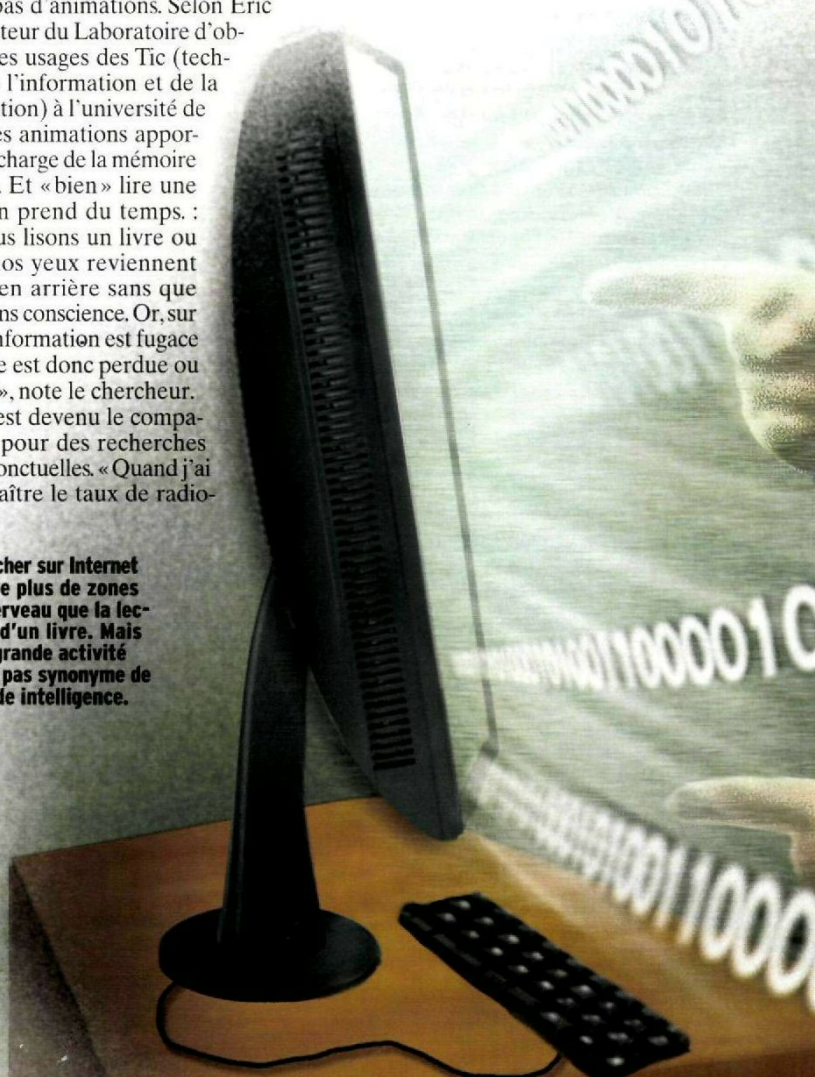 pas d'animations. Selon Eric
teur du Laboratoire d'ob-
es usages des Tic (tech-
l'information et de la
tion) à l'université de
es animations appor-
charge de la mémoire
Et «bien» lire une
n prend du temps. :
us lisons un livre ou
os yeux reviennent
en arrière sans que
ns conscience. Or, sur
nformation est fugace
e est donc perdue ou
», note le chercheur.
est devenu le compa-
pour des recherches
onctuelles. «Quand j'ai
aître le taux de radio-
cher sur Internet
e plus de zones
erveau que la lec-
d'un livre. Mais
grande activité
pas synonyme de
de intelligence.